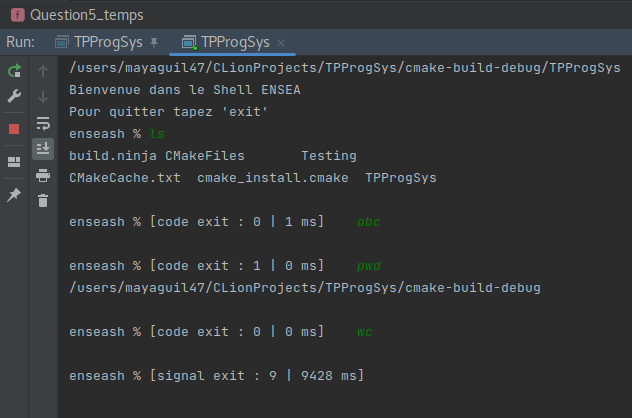 f Question5_temps
Run: TPProgSys TPProgSys
/users/mayaguil47/CLionProjects/TPProgSys/cmake-build-debug/TPProgSys
Bienvenue dans le Shell ENSEA
Pour quitter tapez 'exit'
enseash % ls
build.ninja CMakeFiles Testing
CMakeCache.txt cmake_install.cmake TPProgSys
enseash % [code exit : 0 | 1 ms] abc
enseash % [code exit : 1 | 0 ms] pwd
/users/mayaguil47/CLionProjects/TPProgSys/cmake-build-debug
enseash % [code exit : 0 | 0 ms] wc
enseash % [signal exit : 9 | 9428 ms]